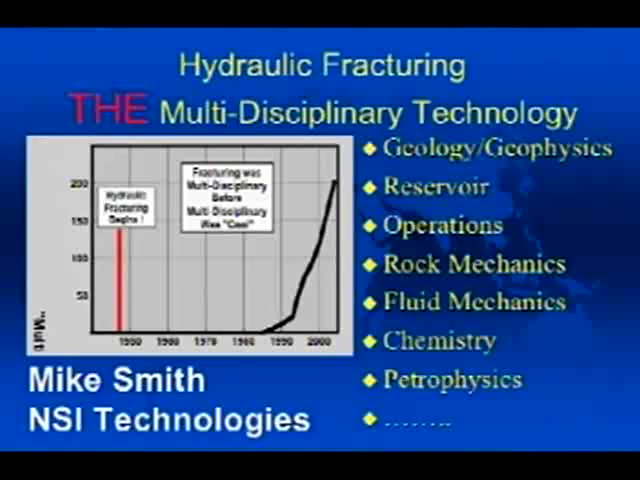 Hydraulic Fracturing
THE Multi-Disciplinary Technology
200
150
100
50
Hydraulic
Fracturing
Begins !
Fracturing was
Multi-Disciplinary
Before
Multi-Disciplinary
Was "Cool"
1950 1960 1970 1980 1990 2000
"Multi
Geology/Geophysics
Reservoir
Operations
Rock Mechanics
Fluid Mechanics
Chemistry
Petrophysics
........
Mike Smith
NSI Technologies